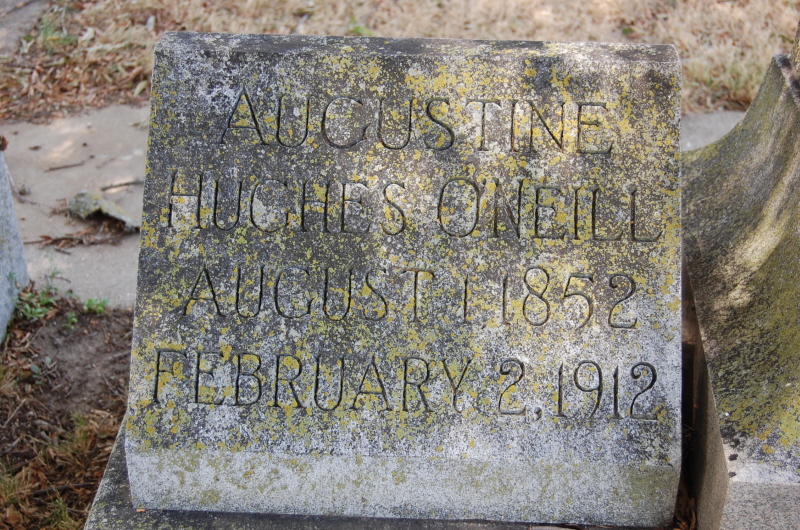 AUGUSTINE
HUGHES O'NEILL
AUGUST 1, 1852
FEBRUARY 2, 1912